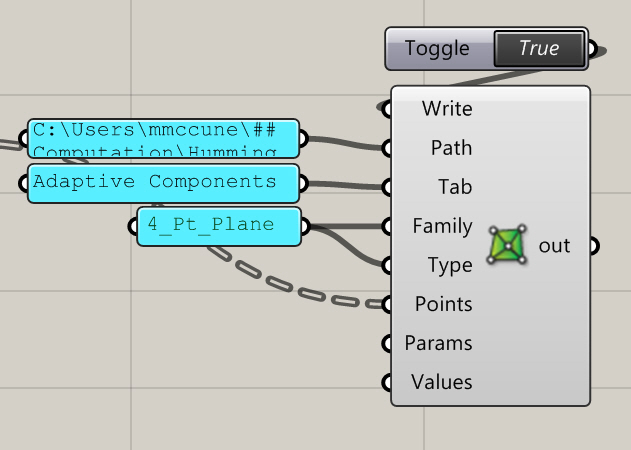 Toggle True
C:\Users\mmccune\##
Computation\Humming
Adaptive Components
4_Pt_Plane
Write
Path
Tab
Family
Type
Points
Params
Values
out